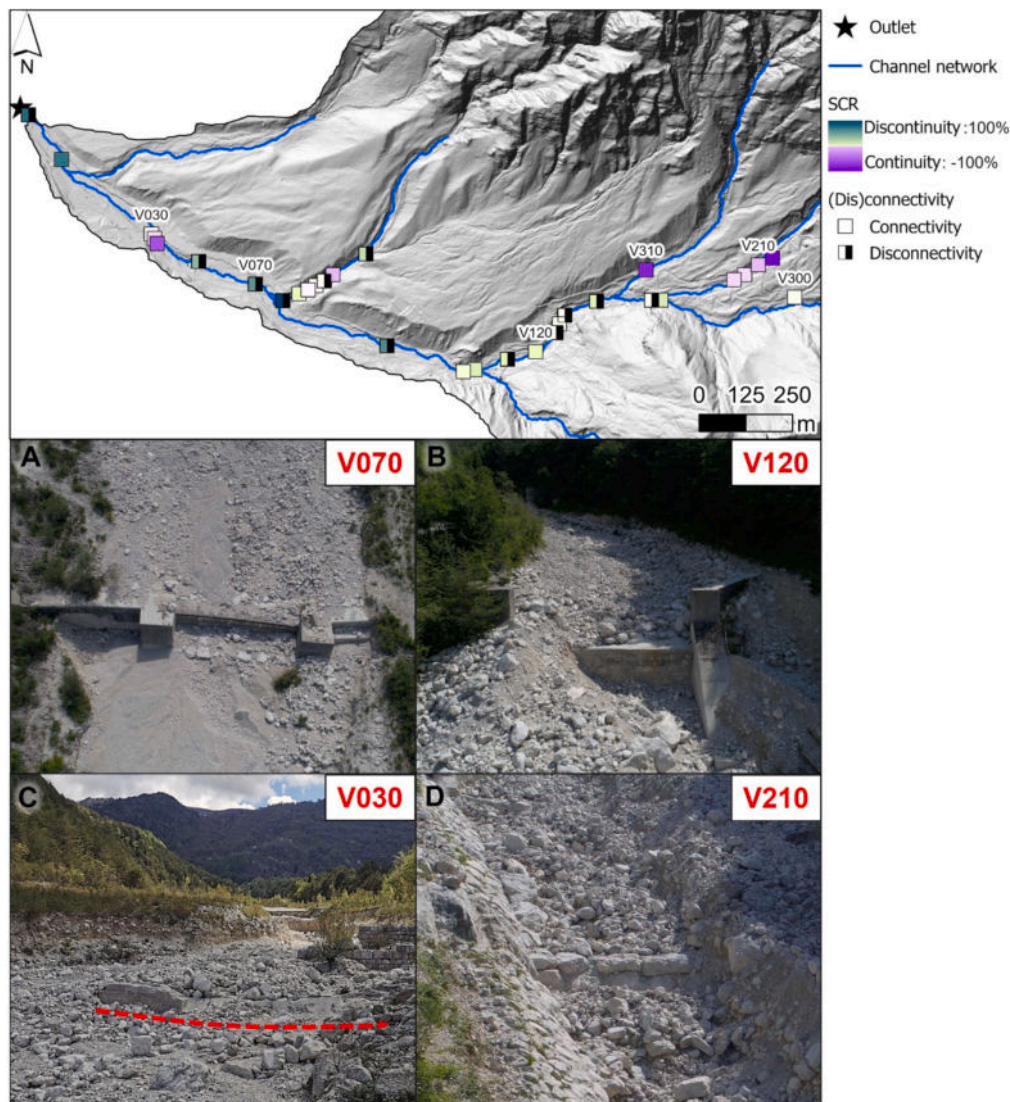 N
V030
V070
V120
V310
V210
V300
0 125 250
m
Outlet
Channel network
SCR
Discontinuity :100%
Continuity: -100%
(Dis)connectivity
Connectivity
Disconnectivity
A
V070
B
V120
C
V030
D
V210